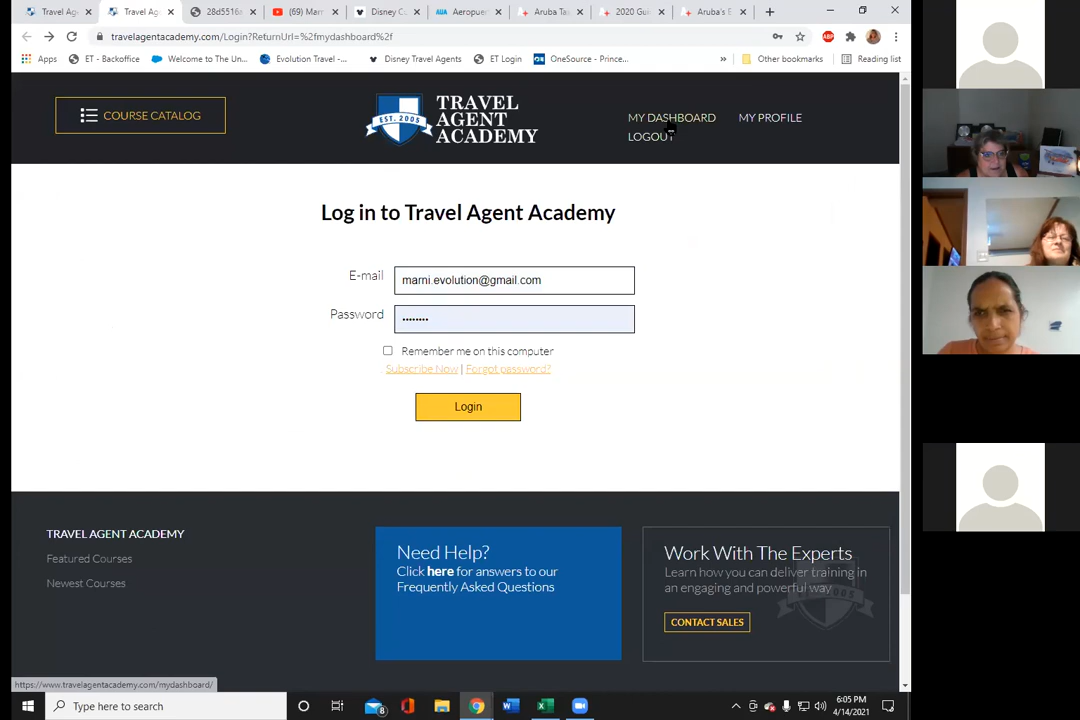 Travel Ag
Travel Ag
28d5516a
(69) Marr
Disney C
Aeropue
Aruba Ta
2020 Gui
Aruba's E
travelagentacademy.com/Login?ReturnUrl=%2fmydashboard%2f
ABP
Apps
ET - Backoffice
Welcome to The Un...
Evolution Travel -...
Disney Travel Agents
ET Login
OneSource - Prince...
»
Other bookmarks
Reading list
COURSE CATALOG
EST. 2005
TRAVEL
AGENT
ACADEMY
MY DASHBOARD
MY PROFILE
LOGOUT
Log in to Travel Agent Academy
E-mail
marni.evolution@gmail.com
Password
••••••••
Remember me on this computer
Subscribe Now | Forgot password?
Login
TRAVEL AGENT ACADEMY
Featured Courses
Newest Courses
Need Help?
Click here for answers to our
Frequently Asked Questions
Work With The Experts
Learn how you can deliver training in
an engaging and powerful way
CONTACT SALES
https://www.travelagentacademy.com/mydashboard/
Type here to search
8
6:05 PM
4/14/2021